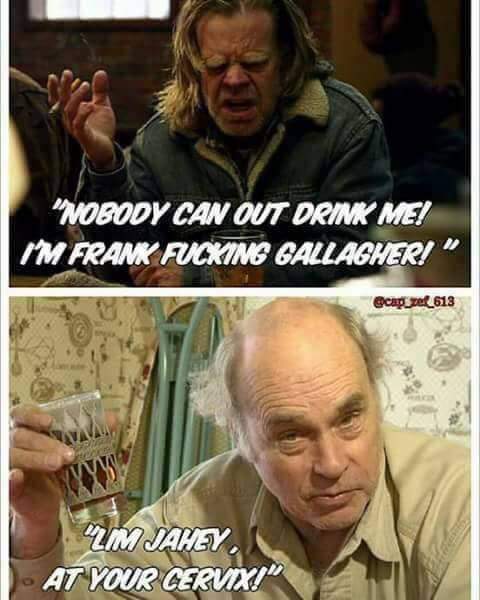 "NOBODY CAN OUT DRINK ME!
I'M FRANK FUCKING GALLAGHER! "
@cap_zef_613
"LIM JAHEY,
AT YOUR CERVIX!"